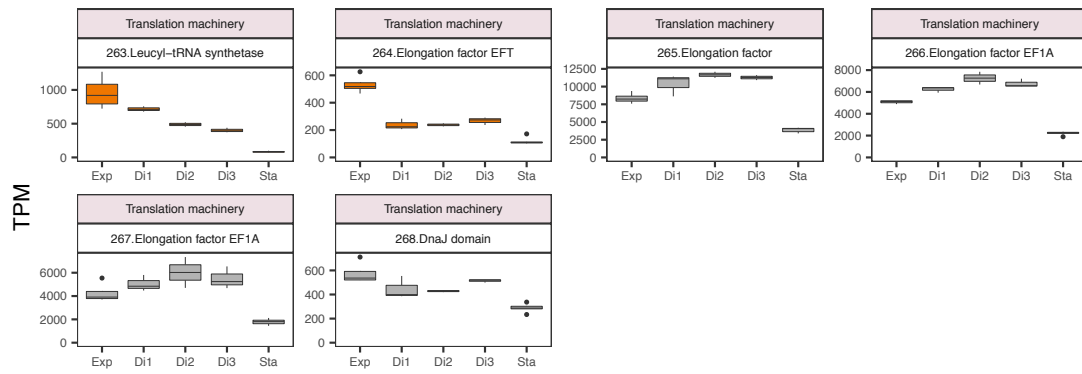 Translation machinery
Translation machinery
Translation machinery
Translation machinery
263.Leucyl−tRNA synthetase
264.Elongation factor EFT
265.Elongation factor
266.Elongation factor EF1A
1000
500
0
600
400
200
0
12500
10000
7500
5000
2500
0
8000
6000
4000
2000
0
Exp Di1 Di2 Di3 Sta
Exp Di1 Di2 Di3 Sta
Exp Di1 Di2 Di3 Sta
Exp Di1 Di2 Di3 Sta
TPM
Translation machinery
Translation machinery
267.Elongation factor EF1A
268.DnaJ domain
6000
4000
2000
0
600
400
200
0
Exp Di1 Di2 Di3 Sta
Exp Di1 Di2 Di3 Sta